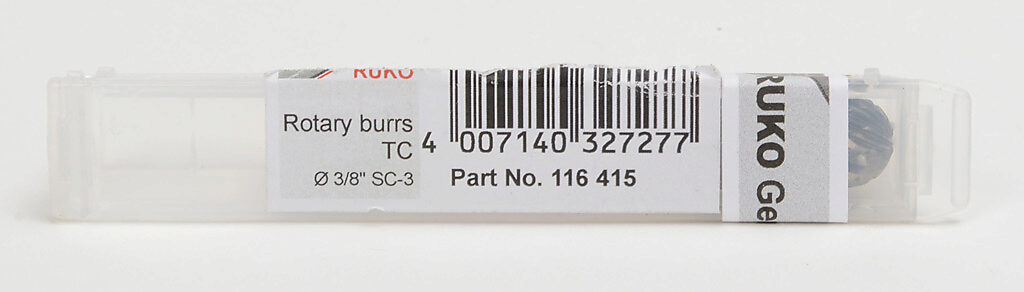 RUKO
Rotary burrs
TC
Ø 3/8" SC-3
4 007140 327277
Part No. 116 415
RUKO Ge